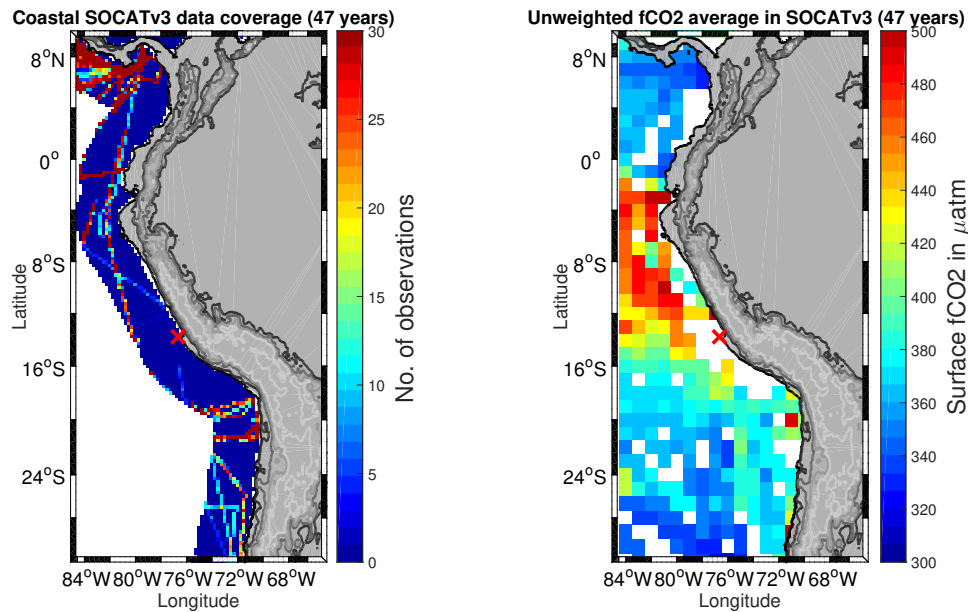 Coastal SOCATv3 data coverage (47 years)
8°N
0°
8°S
16°S
24°S
84°W 80°W 76°W 72°W 68°W
Longitude
Latitude
30
25
20
15
10
5
0
No. of observations
Unweighted fCO2 average in SOCATv3 (47 years)
8°N
0°
8°S
16°S
24°S
84°W 80°W 76°W 72°W 68°W
Longitude
Latitude
500
480
460
440
420
400
380
360
340
320
300
Surface fCO2 in μatm